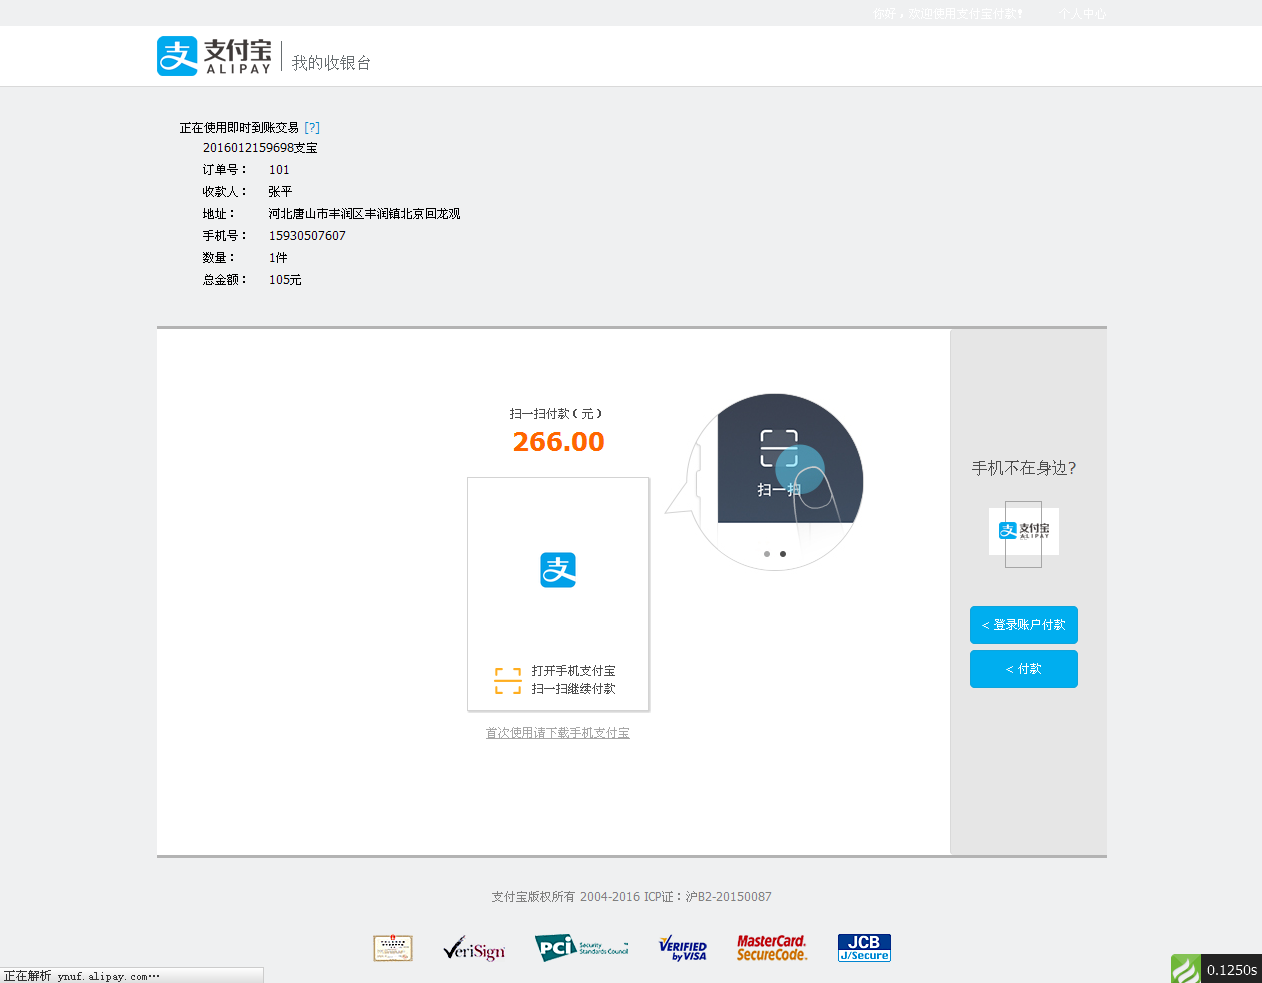 你好，欢迎使用支付宝付款！ 个人中心
支 支付宝 ALIPAY 我的收银台
正在使用即时到账交易 [?]
2016012159698支宝
订单号： 101
收款人： 张平
地址： 河北唐山市丰润区丰润镇北京回龙观
手机号： 15930507607
数量： 1件
总金额： 105元
扫一扫付款（元）
266.00
扫一扫
支
打开手机支付宝
扫一扫继续付款
首次使用请下载手机支付宝
手机不在身边?
支 支付宝 ALIPAY
< 登录账户付款
< 付款
支付宝版权所有 2004-2016 ICP证：沪B2-20150087
VeriSign
PCI Security Standards Council
VERIFIED by VISA
MasterCard. SecureCode.
JCB J/Secure
正在解析 ynuf.alipay.com…
0.1250s